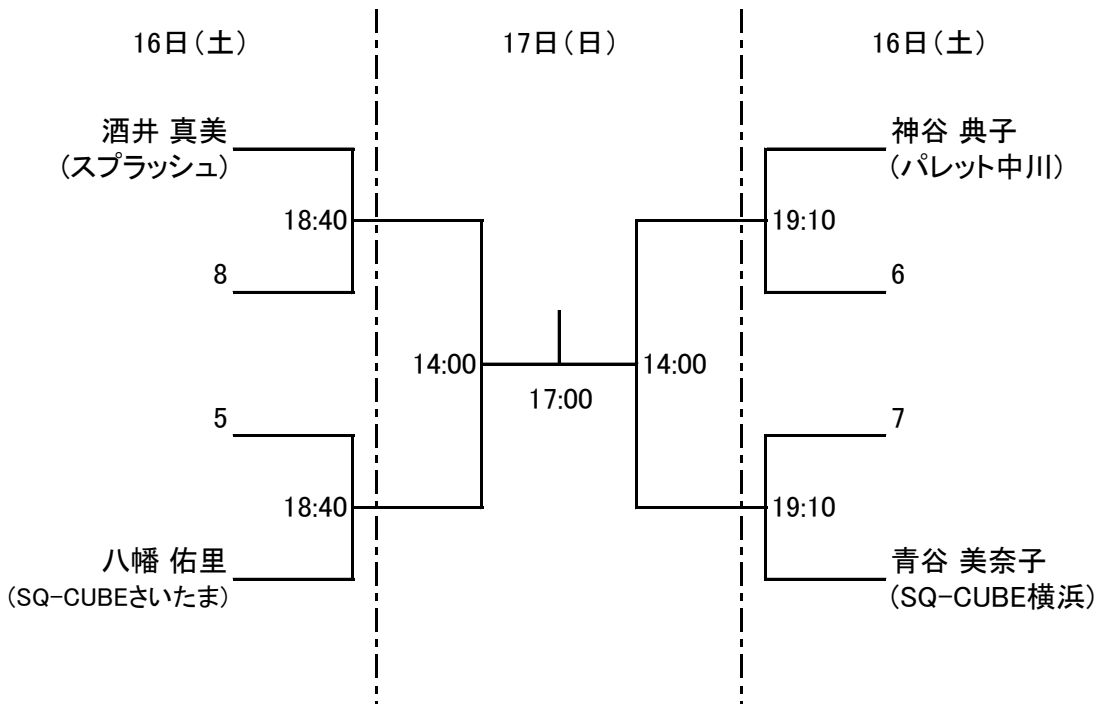 16日（土）
17日（日）
16日（土）
酒井 真美
（スプラッシュ）
神谷 典子
（パレット中川）
18:40
19:10
8
6
14:00
14:00
17:00
5
7
18:40
19:10
八幡 佑里
（SQ-CUBEさいたま）
青谷 美奈子
（SQ-CUBE横浜）